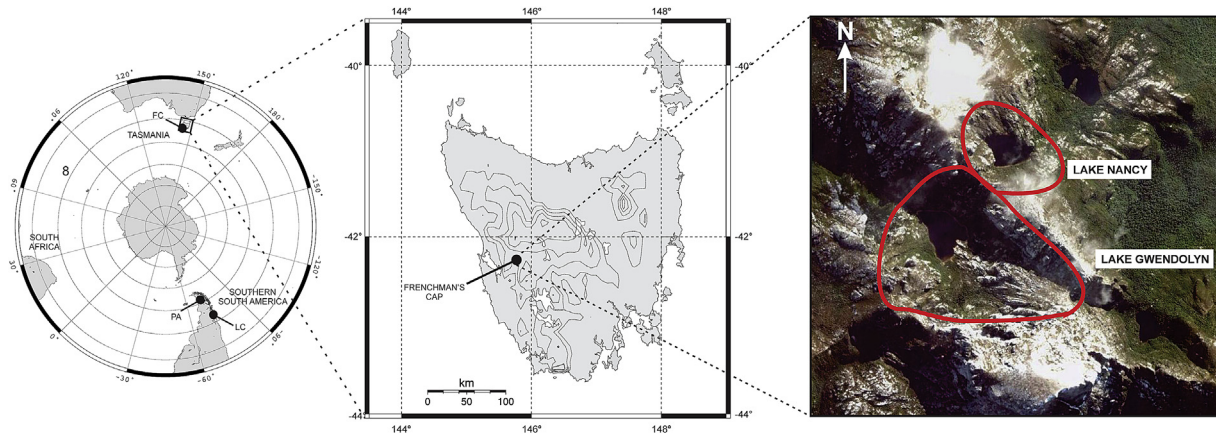 120°
150°
180°
-150°
-120°
-90°
-60°
-30°
0°
30°
60°
90°
FC
TASMANIA
8
SOUTH
AFRICA
SOUTHERN
SOUTH AMERICA
PA
LC
144°
146°
148°
-40°
-40°
-42°
-42°
FRENCHMAN'S
CAP
km
0 50 100
-44°
-44°
144°
146°
148°
N
LAKE NANCY
LAKE GWENDOLYN